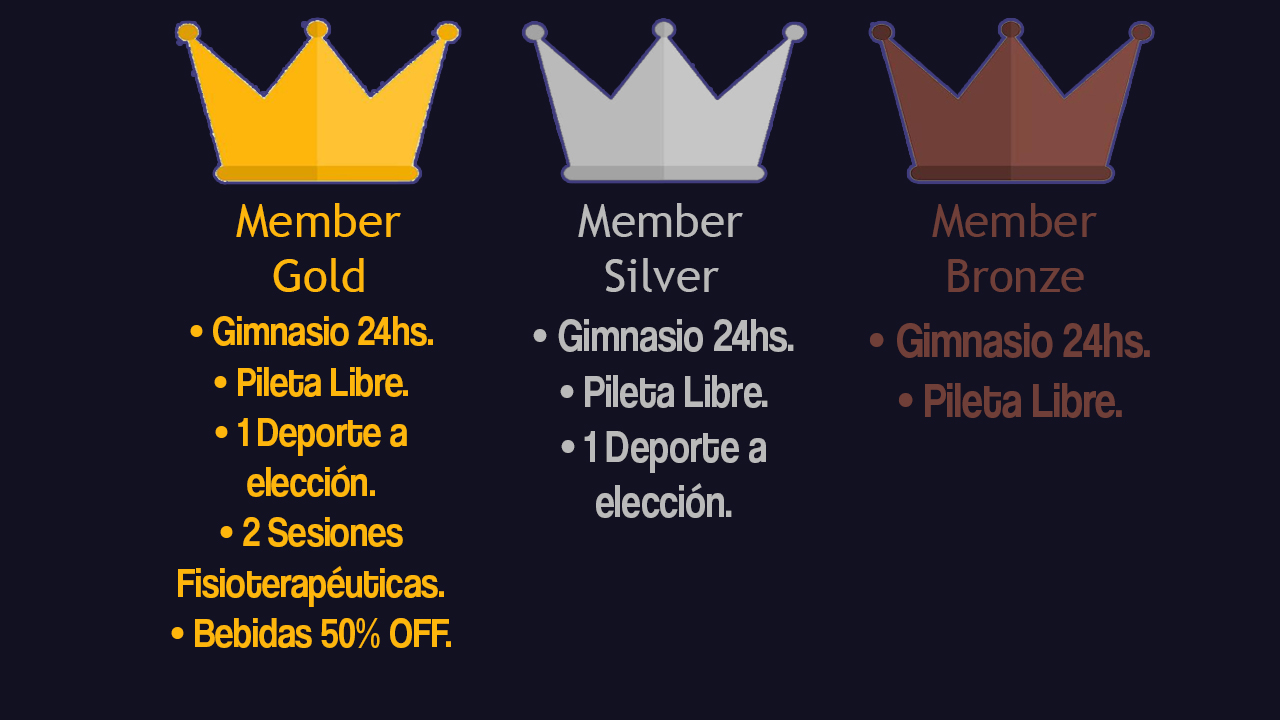 Member
Gold
• Gimnasio 24hs.
• Pileta Libre.
• 1 Deporte a
elección.
• 2 Sesiones
Fisioterapéuticas.
• Bebidas 50% OFF.
Member
Silver
• Gimnasio 24hs.
• Pileta Libre.
• 1 Deporte a
elección.
Member
Bronze
• Gimnasio 24hs.
• Pileta Libre.